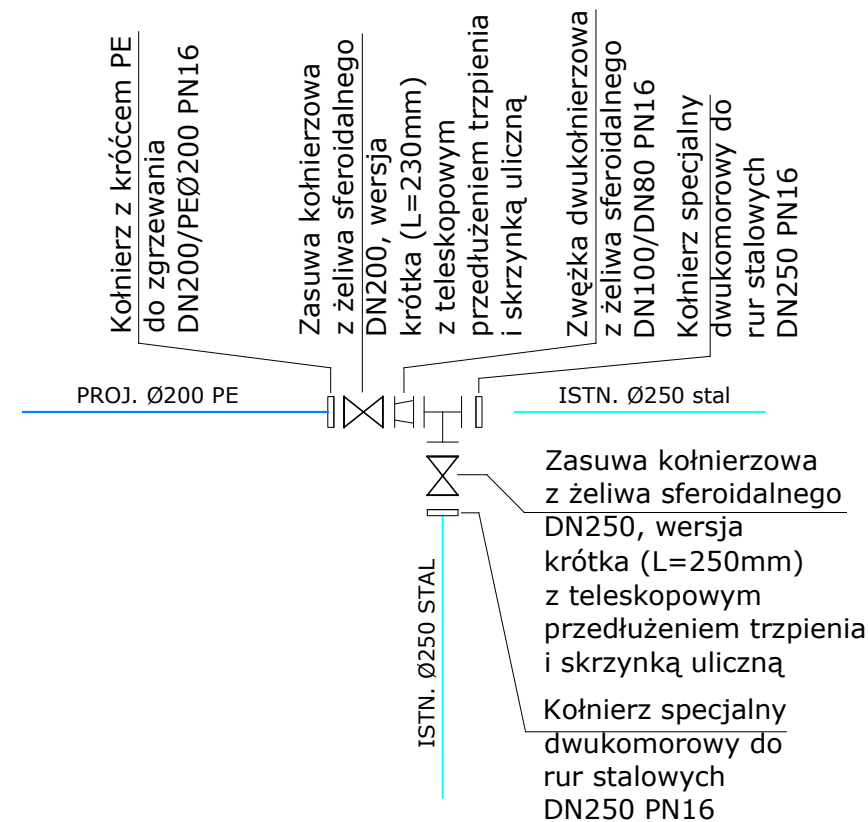 Kołnierz z króćcem PE
do zgrzewania
DN200/PEØ200 PN16
Zasuwa kołnierzowa
z żeliwa sferoidalnego
DN200, wersja
krótka (L=230mm)
z teleskopowym
przedłużeniem trzpienia
i skrzynką uliczną
Zwężka dwukołnierzowa
z żeliwa sferoidalnego
DN100/DN80 PN16
Kołnierz specjalny
dwukomorowy do
rur stalowych
DN250 PN16
PROJ. Ø200 PE
ISTN. Ø250 stal
Zasuwa kołnierzowa
z żeliwa sferoidalnego
DN250, wersja
krótka (L=250mm)
z teleskopowym
przedłużeniem trzpienia
i skrzynką uliczną
ISTN. Ø250 STAL
Kołnierz specjalny
dwukomorowy do
rur stalowych
DN250 PN16